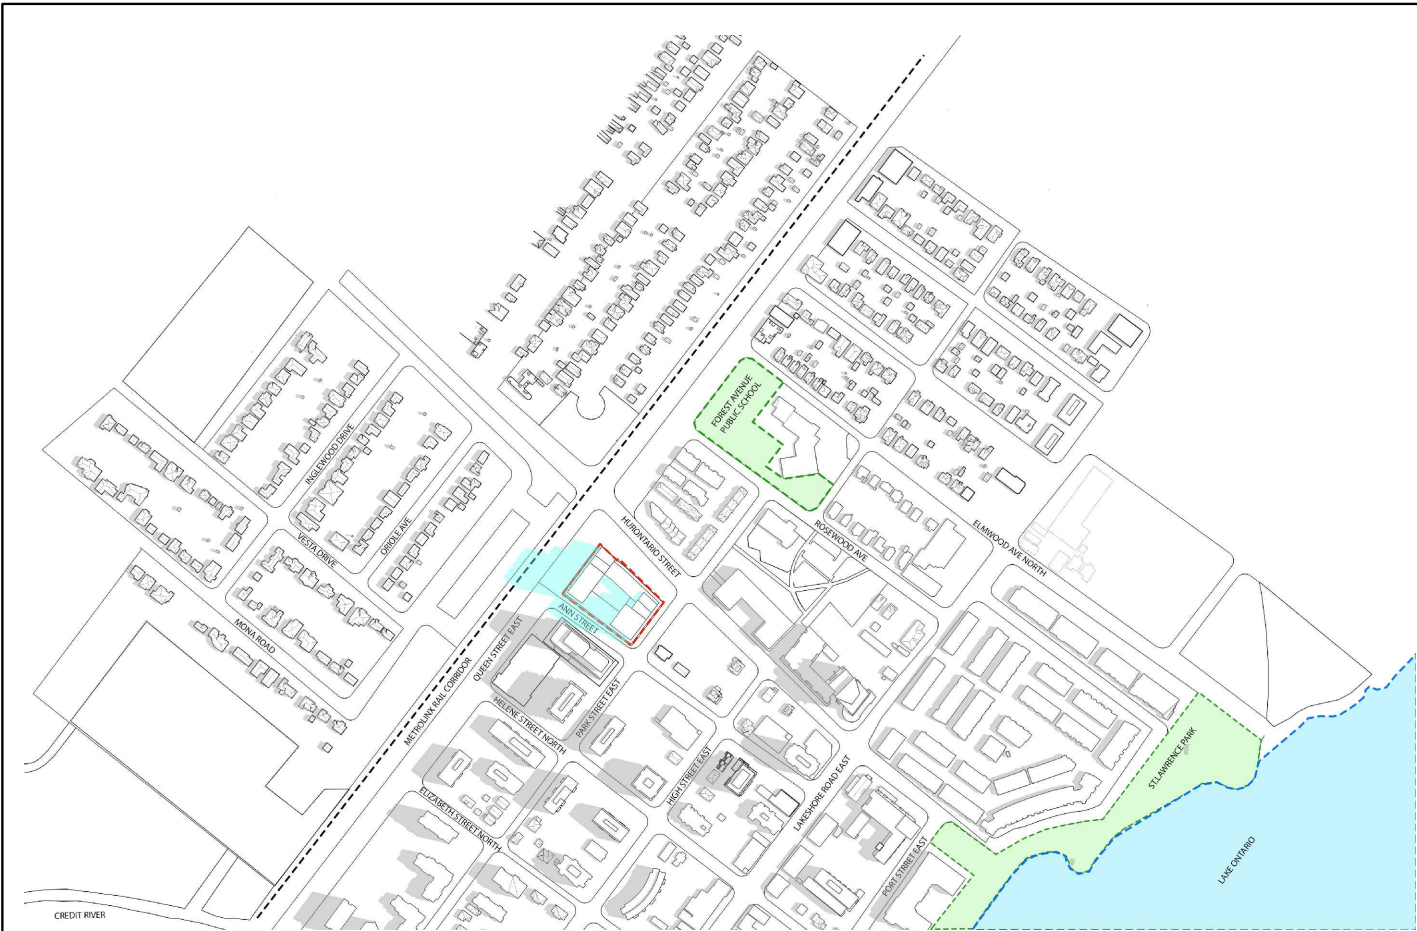 FOREST AVENUE
PUBLIC SCHOOL
INGLEWOOD DRIVE
ORIOLE AVE
VESTA DRIVE
MONA ROAD
HURONTARIO STREET
ROSEWOOD AVE
ELMWOOD AVE NORTH
ANN STREET
QUEEN STREET EAST
METROLINX RAIL CORRIDOR
HELENE STREET NORTH
PARK STREET EAST
HIGH STREET EAST
ELIZABETH STREET NORTH
LAKESHORE ROAD EAST
PORT STREET EAST
ST.LAWRENCE PARK
LAKE ONTARIO
CREDIT RIVER